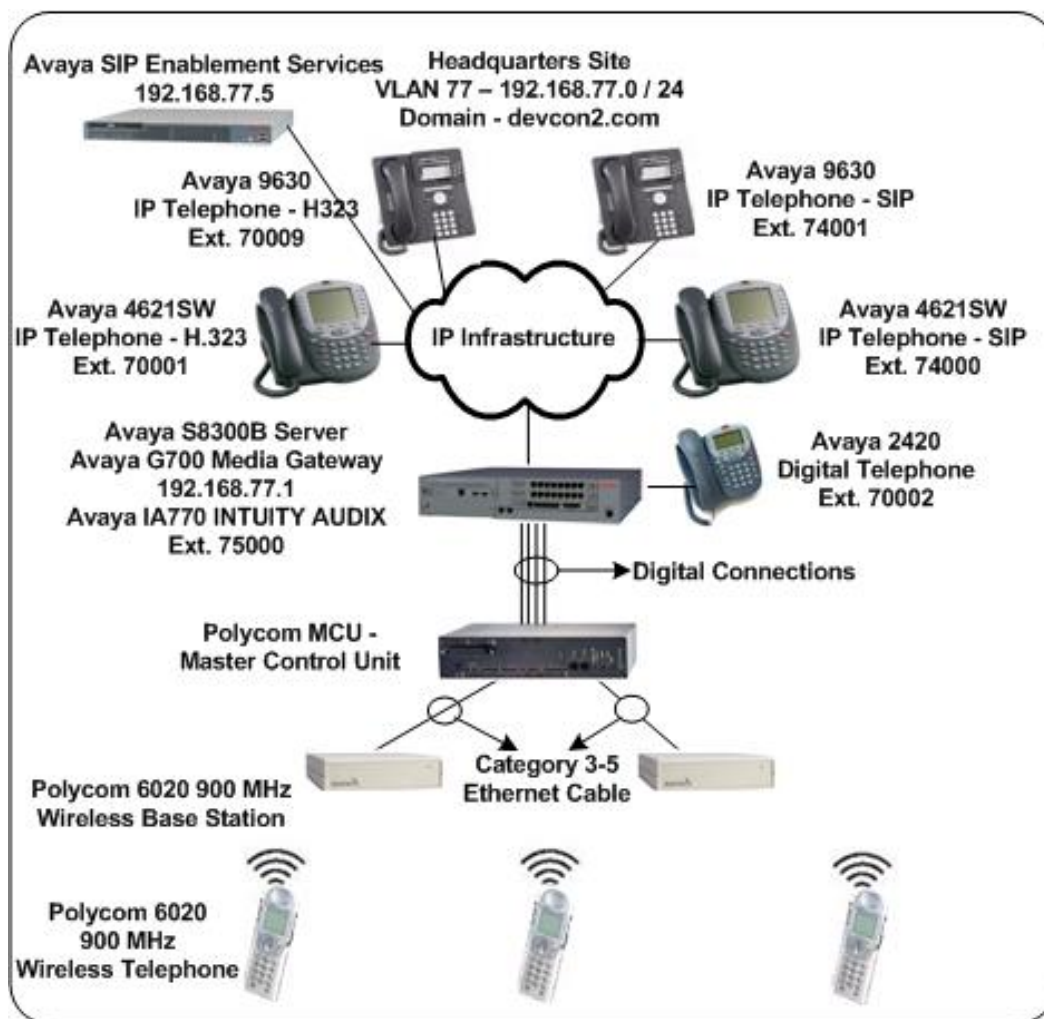 Avaya SIP Enablement Services
192.168.77.5
Headquarters Site
VLAN 77 – 192.168.77.0 / 24
Domain - devcon2.com
Avaya 9630
IP Telephone - H323
Ext. 70009
Avaya 9630
IP Telephone - SIP
Ext. 74001
Avaya 4621SW
IP Telephone - H.323
Ext. 70001
IP Infrastructure
Avaya 4621SW
IP Telephone - SIP
Ext. 74000
Avaya S8300B Server
Avaya G700 Media Gateway
192.168.77.1
Avaya IA770 INTUITY AUDIX
Ext. 75000
Avaya 2420
Digital Telephone
Ext. 70002
Digital Connections
Polycom MCU -
Master Control Unit
Category 3-5
Ethernet Cable
Polycom 6020 900 MHz
Wireless Base Station
Polycom 6020
900 MHz
Wireless Telephone